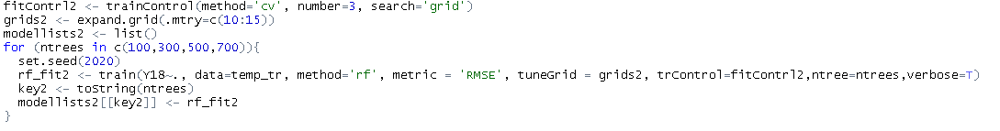 fitContrl2 <- trainControl(method='cv', number=3, search='grid')
grids2 <- expand.grid(.mtry=c(10:15))
modellists2 <- list()
for (ntrees in c(100,300,500,700)){
  set.seed(2020)
  rf_fit2 <- train(Y18~., data=temp_tr, method='rf', metric = 'RMSE', tuneGrid = grids2, trControl=fitContrl2,ntree=ntrees,verbose=T)
  key2 <- toString(ntrees)
  modellists2[[key2]] <- rf_fit2
}